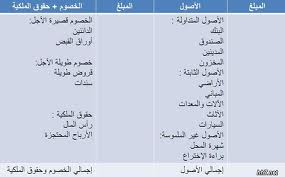 المبلغ
الأصول
المبلغ
الخصوم + حقوق الملكية
الأصول المتداولة :
البنك
الصندوق
المدينين
المخزون
الأصول الثابتة :
الأراضي
المباني
الآلات والمعدات
الأثاث
السيارات
الأصول غير الملموسة:
شهرة المحل
براءة الإختراع
الخصوم قصيرة الأجل:
الدائنين
أوراق القبض
خصوم طويلة الأجل:
قروض طويلة
سندات
حقوق الملكية :
رأس المال
الأرباح المحتجزة
إجمالي الأصول
إجمالي الخصوم وحقوق الملكية